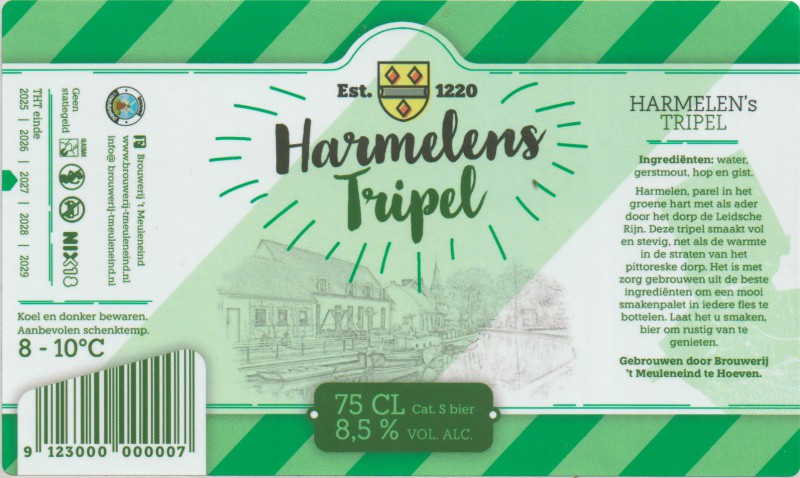 Est. 1220
Harmelens
Tripel
75 CL Cat. S bier
8,5 % VOL. ALC.
HARMELEN's
TRIPEL
Ingrediënten: water,
gerstmout, hop en gist.
Harmelen, parel in het
groene hart met als ader
door het dorp de Leidsche
Rijn. Deze tripel smaakt vol
en stevig, net als de warmte
in de straten van het
pittoreske dorp. Het is met
zorg gebrouwen uit de beste
ingrediënten om een mooi
smakenpalet in iedere fles te
bottelen. Laat het u smaken,
bier om rustig van te
genieten.
Gebrouwen door Brouwerij
't Meuleneind te Hoeven.
Brouwerij 't Meuleneind
www.brouwerij-tmeuleneind.nl
info@ brouwerij-tmeuleneind.nl
Geen
statiegeld
NIX18
THT einde
2025 | 2026 | 2027 | 2028 | 2029
Koel en donker bewaren.
Aanbevolen schenktemp.
8 - 10°C
9 123000 000007